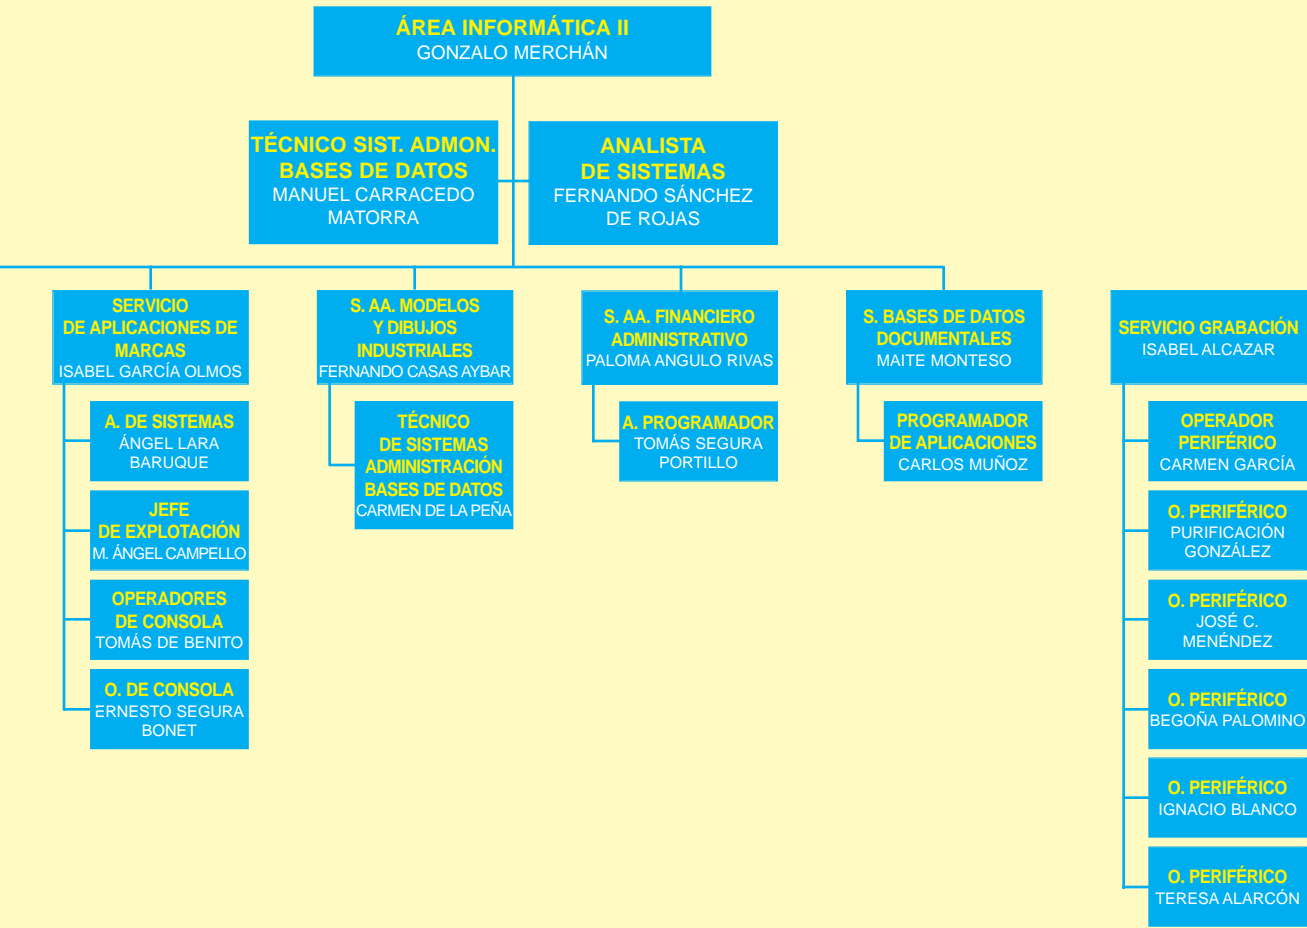 ÁREA INFORMÁTICA II
GONZALO MERCHÁN
TÉCNICO SIST. ADMON.
BASES DE DATOS
MANUEL CARRACEDO
MATORRA
ANALISTA
DE SISTEMAS
FERNANDO SÁNCHEZ
DE ROJAS
SERVICIO
DE APLICACIONES DE
MARCAS
ISABEL GARCÍA OLMOS
A. DE SISTEMAS
ÁNGEL LARA
BARUQUE
JEFE
DE EXPLOTACIÓN
M. ÁNGEL CAMPELLO
OPERADORES
DE CONSOLA
TOMÁS DE BENITO
O. DE CONSOLA
ERNESTO SEGURA
BONET
S. AA. MODELOS
Y DIBUJOS
INDUSTRIALES
FERNANDO CASAS AYBAR
TÉCNICO
DE SISTEMAS
ADMINISTRACIÓN
BASES DE DATOS
CARMEN DE LA PEÑA
S. AA. FINANCIERO
ADMINISTRATIVO
PALOMA ANGULO RIVAS
A. PROGRAMADOR
TOMÁS SEGURA
PORTILLO
S. BASES DE DATOS
DOCUMENTALES
MAITE MONTESO
PROGRAMADOR
DE APLICACIONES
CARLOS MUÑOZ
SERVICIO GRABACIÓN
ISABEL ALCAZAR
OPERADOR
PERIFÉRICO
CARMEN GARCÍA
O. PERIFÉRICO
PURIFICACIÓN
GONZÁLEZ
O. PERIFÉRICO
JOSÉ C.
MENÉNDEZ
O. PERIFÉRICO
BEGOÑA PALOMINO
O. PERIFÉRICO
IGNACIO BLANCO
O. PERIFÉRICO
TERESA ALARCÓN